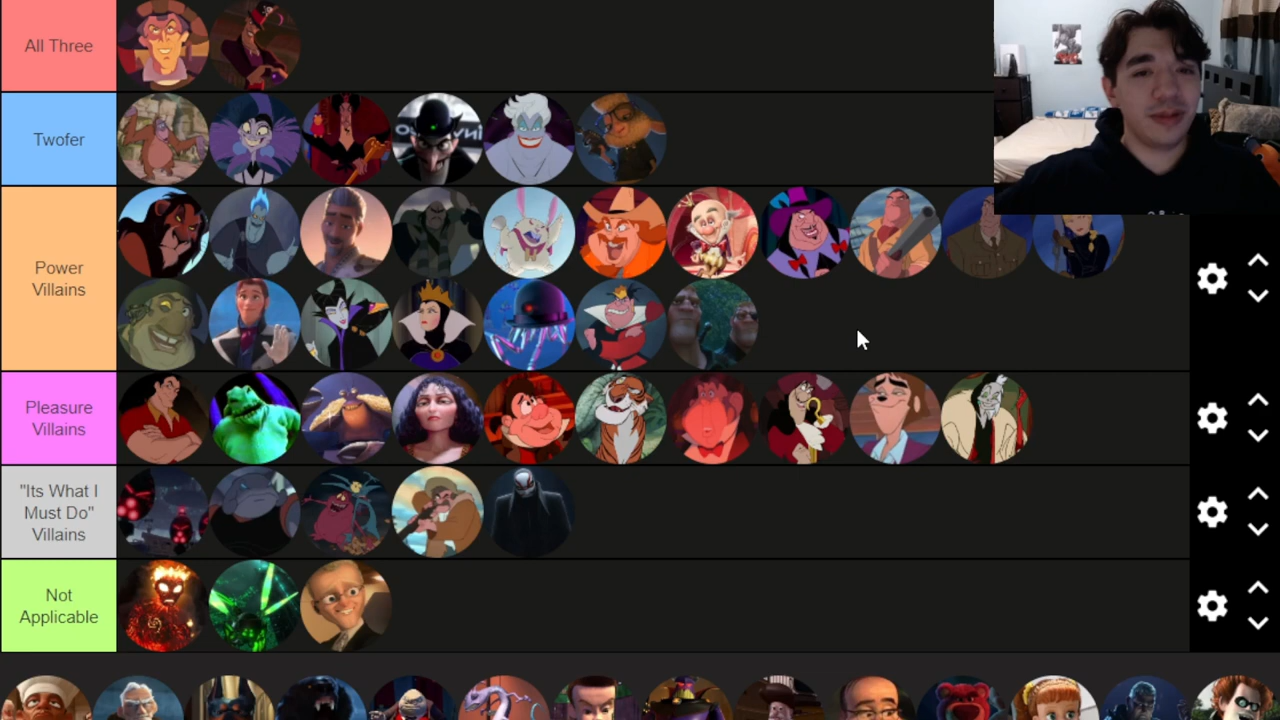 All Three
Twofer
Power
Villains
Pleasure
Villains
"Its What I
Must Do"
Villains
Not
Applicable